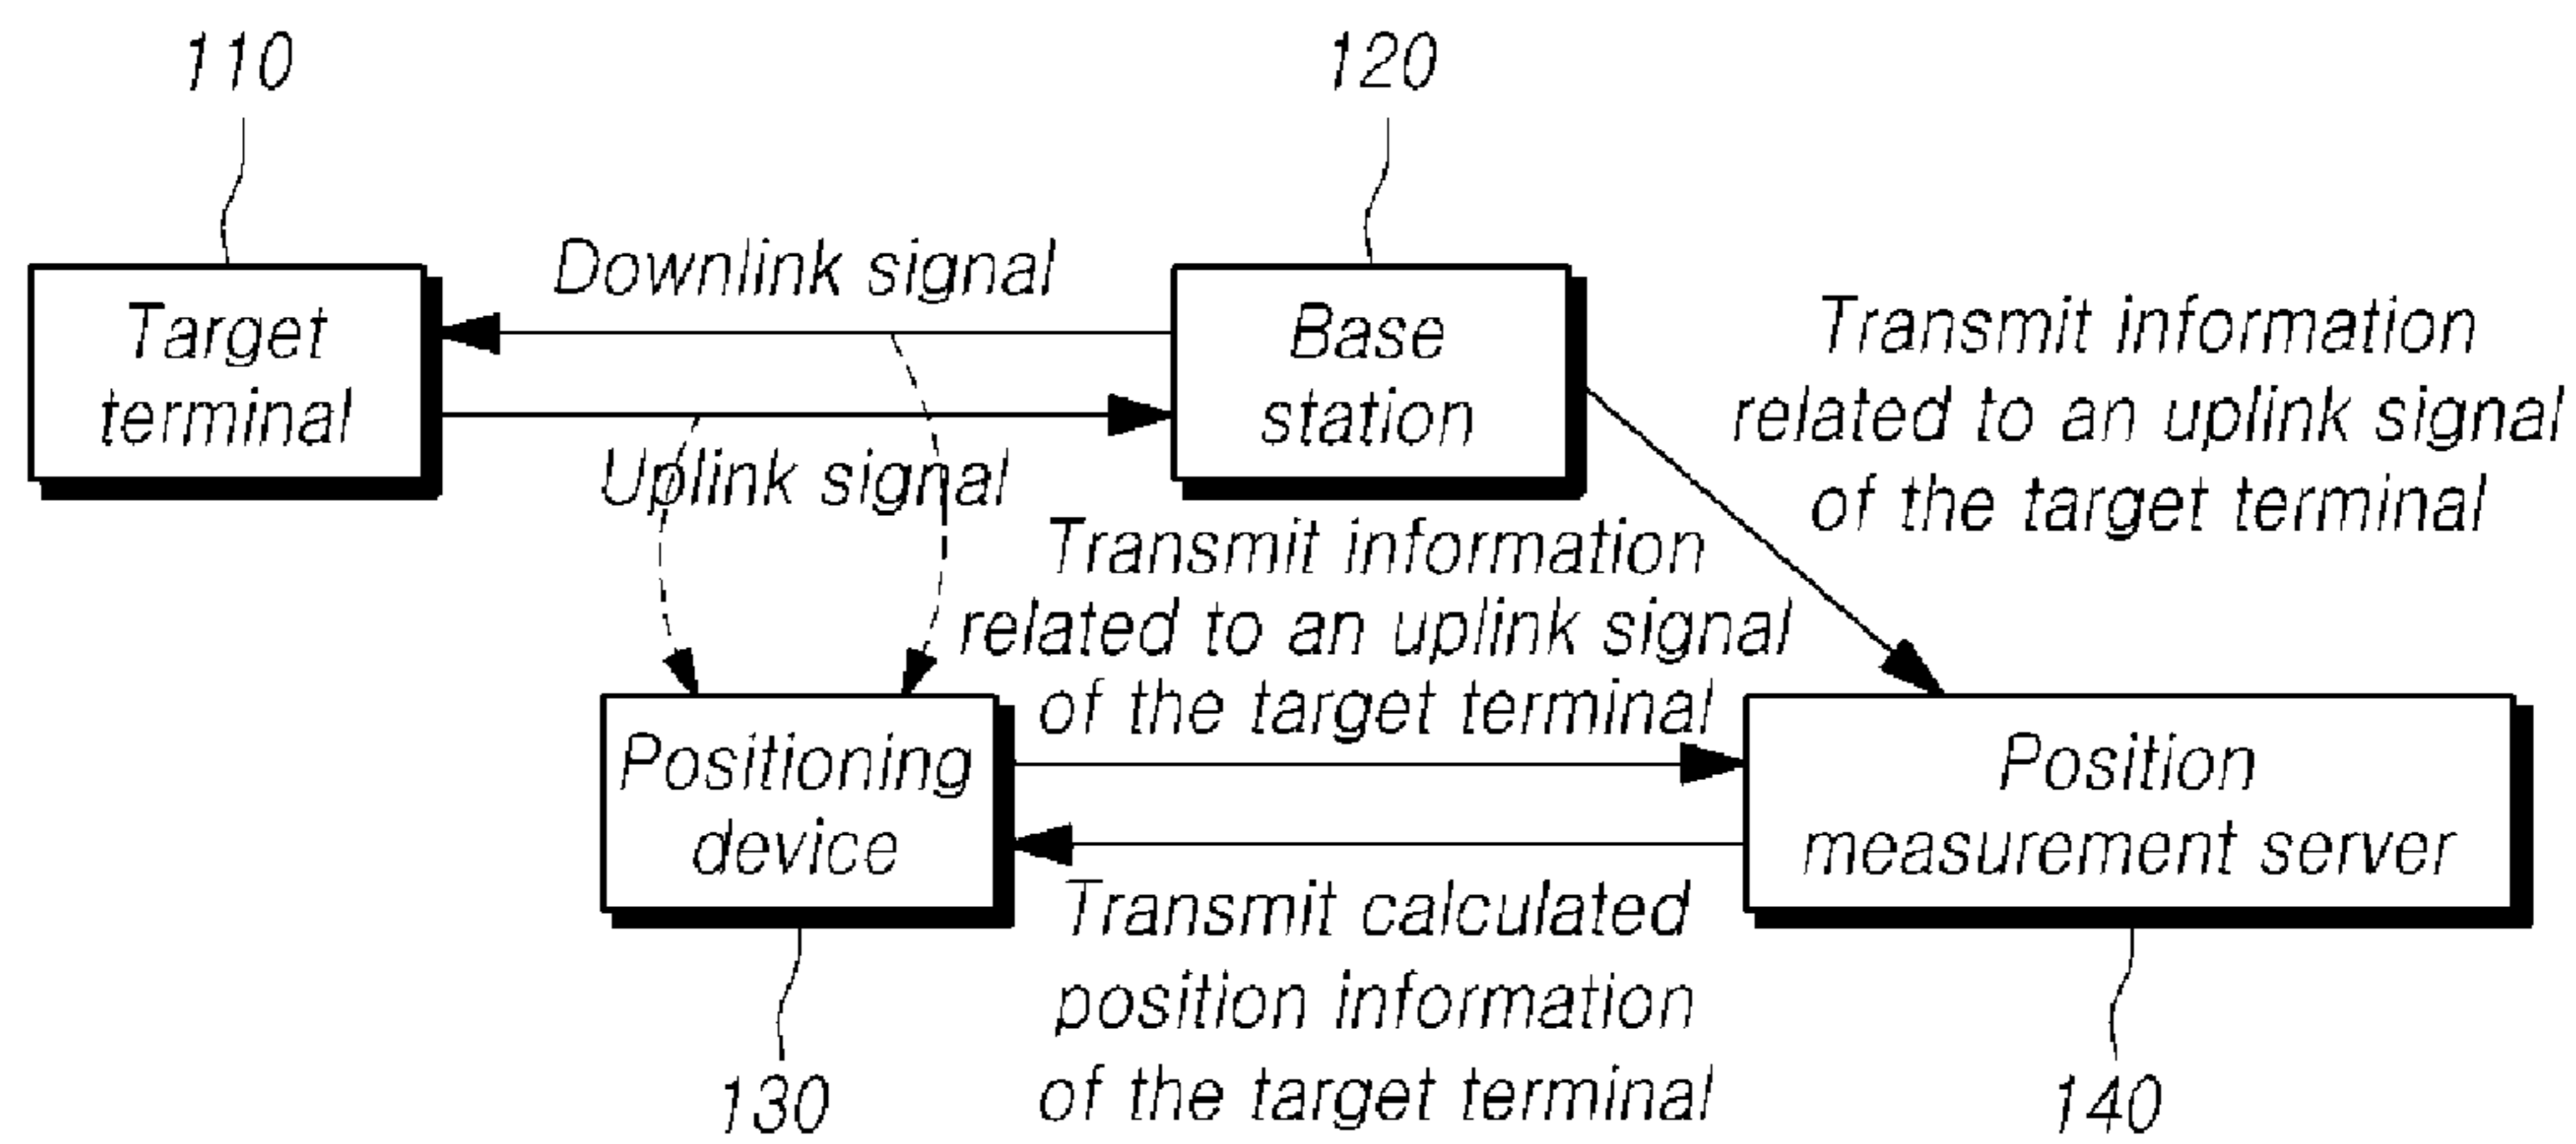 110
120
Downlink signal
Target
terminal
Base
station
Transmit information
related to an uplink signal
of the target terminal
Uplink signal
Transmit information
related to an uplink signal
of the target terminal
Positioning
device
Position
measurement server
Transmit calculated
position information
of the target terminal
130
140